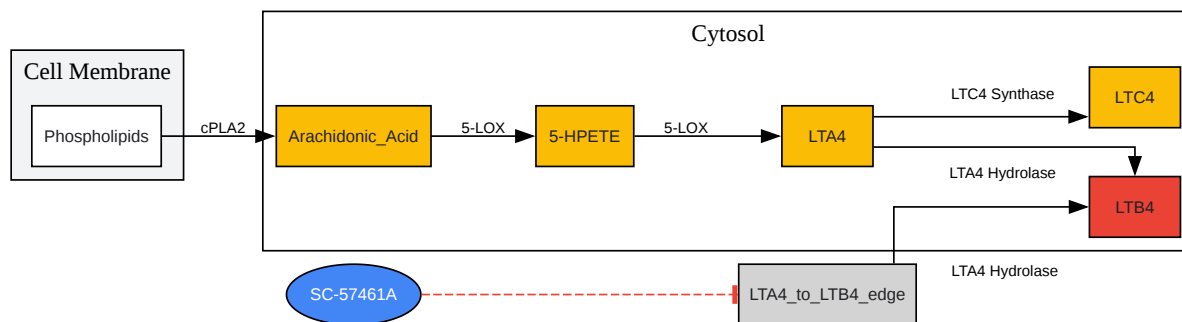 Cytosol
Cell Membrane
Phospholipids
cPLA2
Arachidonic_Acid
5-LOX
5-HPETE
5-LOX
LTA4
LTC4 Synthase
LTC4
LTA4 Hydrolase
LTB4
SC-57461A
LTA4_to_LTB4_edge
LTA4 Hydrolase